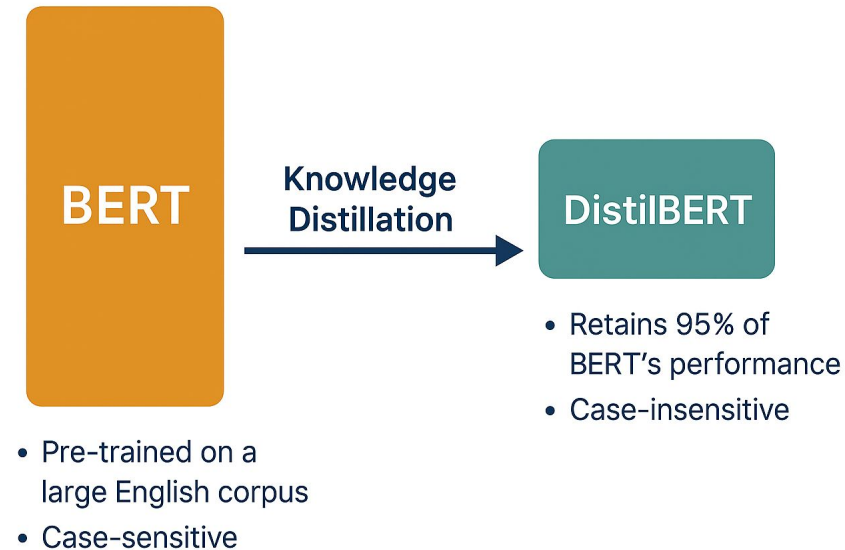 BERT
• Pre-trained on a
large English corpus
• Case-sensitive
Knowledge
Distillation
DistilBERT
• Retains 95% of
BERT’s performance
• Case-insensitive